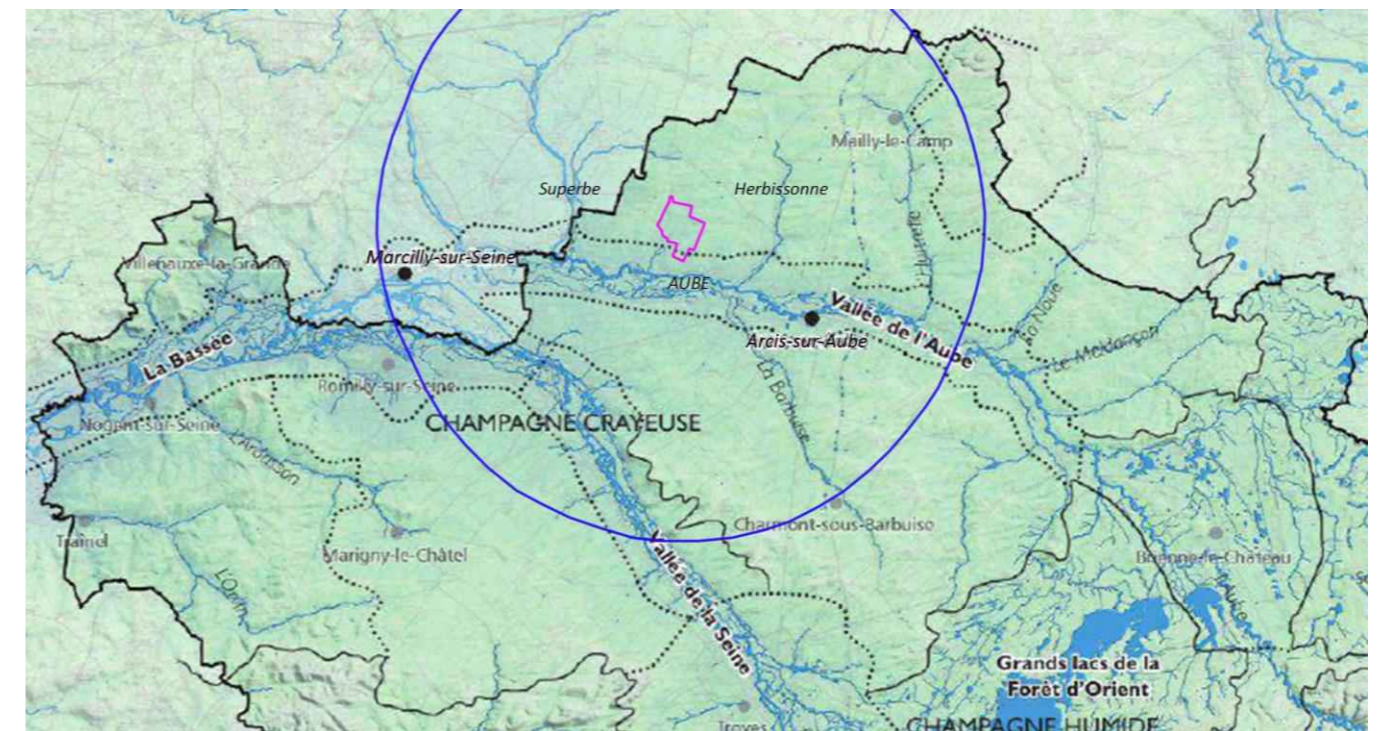 Mailly-le-Camp
Superbe
Herbissonne
L'Huitrelle
Marcilly-sur-Seine
Villenauxe-la-Grande
AUBE
Vallée de l'Aube
Arcis-sur-Aube
La Noue
Le Meldançon
La Bassée
Romilly-sur-Seine
La Barbuise
CHAMPAGNE CRAYEUSE
Nogent-sur-Seine
L'Ardusson
Charmont-sous-Barbuise
Traînel
Marigny-le-Châtel
Brienne-le-Château
Vallée de la Seine
L'Orvin
Grands lacs de la
Forêt d'Orient
Troyes
CHAMPAGNE HUMIDE